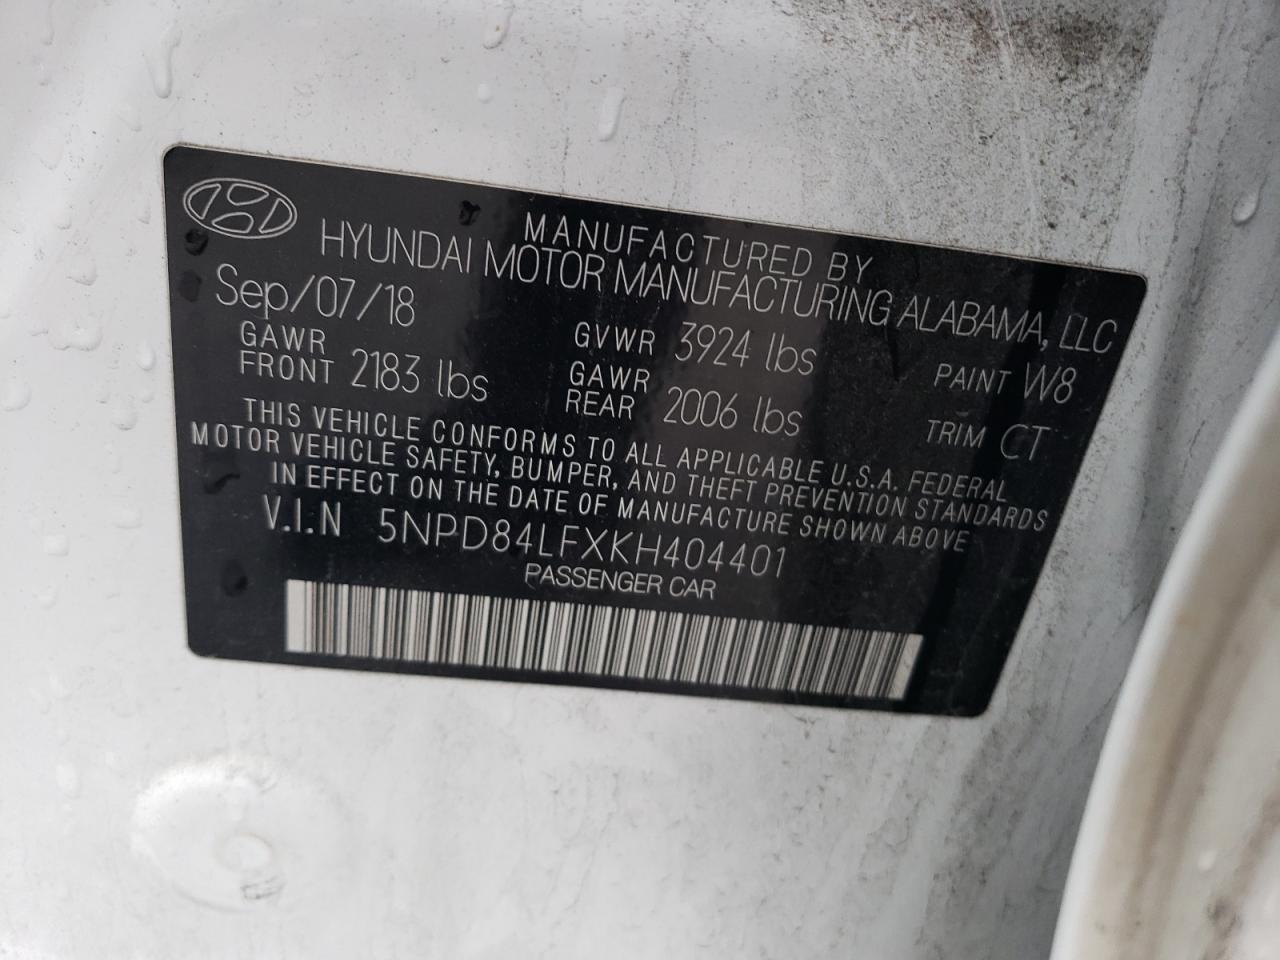 MANUFACTURED BY
HYUNDAI MOTOR MANUFACTURING ALABAMA, LLC
Sep/07/18 GVWR 3924 lbs PAINT W8
GAWR FRONT 2183 lbs GAWR REAR 2006 lbs TRIM CT
THIS VEHICLE CONFORMS TO ALL APPLICABLE U.S.A. FEDERAL
MOTOR VEHICLE SAFETY, BUMPER, AND THEFT PREVENTION STANDARDS
IN EFFECT ON THE DATE OF MANUFACTURE SHOWN ABOVE
V.I.N 5NPD84LFXKH404401
PASSENGER CAR